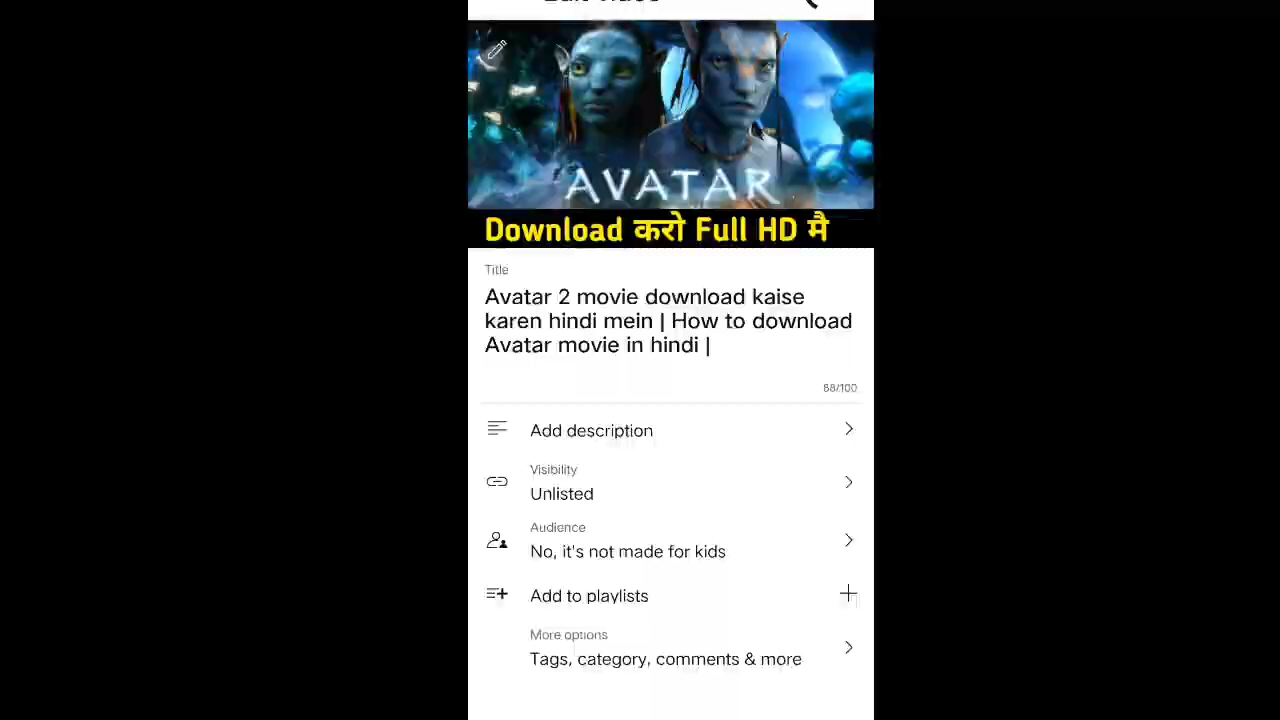 AVATAR
Download करो Full HD मै
Title
Avatar 2 movie download kaise
karen hindi mein | How to download
Avatar movie in hindi |
88/100
Add description
Visibility
Unlisted
Audience
No, it's not made for kids
Add to playlists
More options
Tags, category, comments & more